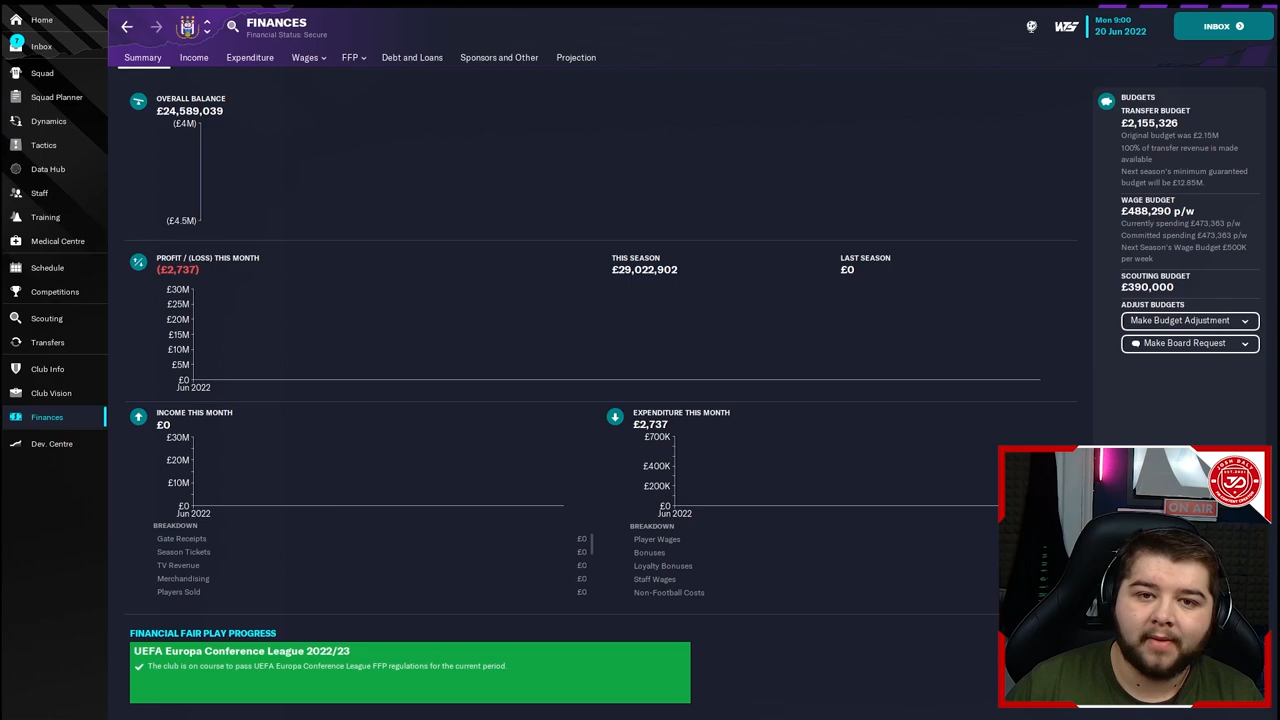 Home
7
Inbox
Squad
Squad Planner
Dynamics
Tactics
Data Hub
Staff
Training
Medical Centre
Schedule
Competitions
Scouting
Transfers
Club Info
Club Vision
Finances
Dev. Centre
FINANCES
Financial Status: Secure
Mon 9:00
20 Jun 2022
INBOX
Summary
Income
Expenditure
Wages
FFP
Debt and Loans
Sponsors and Other
Projection
OVERALL BALANCE
£24,589,039
(£4M)
(£4.5M)
PROFIT / (LOSS) THIS MONTH
(£2,737)
THIS SEASON
£29,022,902
LAST SEASON
£0
£30M
£25M
£20M
£15M
£10M
£5M
£0
Jun 2022
INCOME THIS MONTH
£0
£30M
£20M
£10M
£0
Jun 2022
BREAKDOWN
Gate Receipts £0
Season Tickets £0
TV Revenue £0
Merchandising £0
Players Sold £0
EXPENDITURE THIS MONTH
£2,737
£700K
£400K
£200K
£0
Jun 2022
BREAKDOWN
Player Wages
Bonuses
Loyalty Bonuses
Staff Wages
Non-Football Costs
FINANCIAL FAIR PLAY PROGRESS
UEFA Europa Conference League 2022/23
The club is on course to pass UEFA Europa Conference League FFP regulations for the current period.
BUDGETS
TRANSFER BUDGET
£2,155,326
Original budget was £2.15M
100% of transfer revenue is made
available
Next season's minimum guaranteed
budget will be £12.85M.
WAGE BUDGET
£488,290 p/w
Currently spending £473,363 p/w
Committed spending £473,363 p/w
Next Season's Wage Budget £500K
per week
SCOUTING BUDGET
£390,000
ADJUST BUDGETS
Make Budget Adjustment
Make Board Request
JOSH DALY
EST. 2021
ON AIR